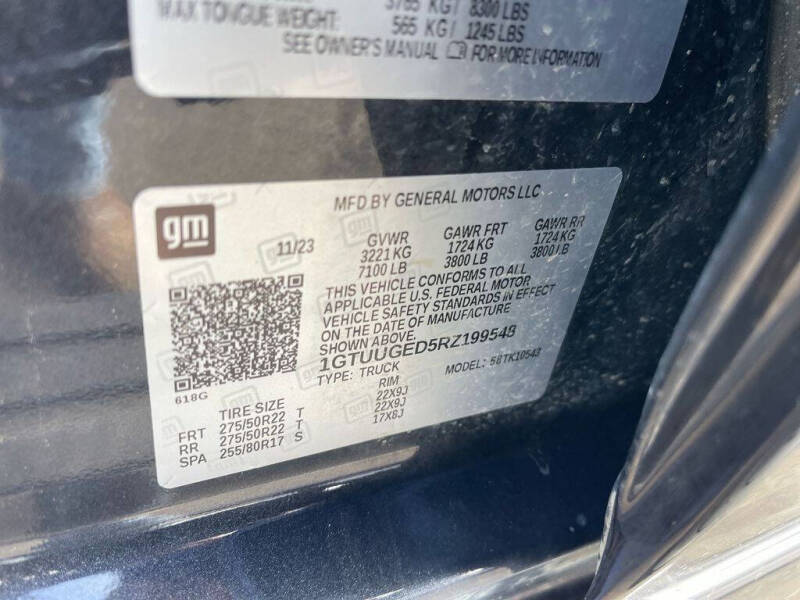 3765 KG / 8300 LBS
MAX TONGUE WEIGHT: 565 KG / 1245 LBS
SEE OWNER'S MANUAL FOR MORE INFORMATION
gm
MFD BY GENERAL MOTORS LLC
11/23 GVWR GAWR FRT GAWR RR
3221 KG 1724 KG 1724 KG
7100 LB 3800 LB 3800 LB
THIS VEHICLE CONFORMS TO ALL
APPLICABLE U.S. FEDERAL MOTOR
VEHICLE SAFETY STANDARDS IN EFFECT
ON THE DATE OF MANUFACTURE
SHOWN ABOVE.
1GTUUGED5RZ199548
618G
TYPE: TRUCK MODEL: 5BTK10543
TIRE SIZE RIM
FRT 275/50R22 T 22X9J
RR 275/50R22 T 22X9J
SPA 255/80R17 S 17X8J